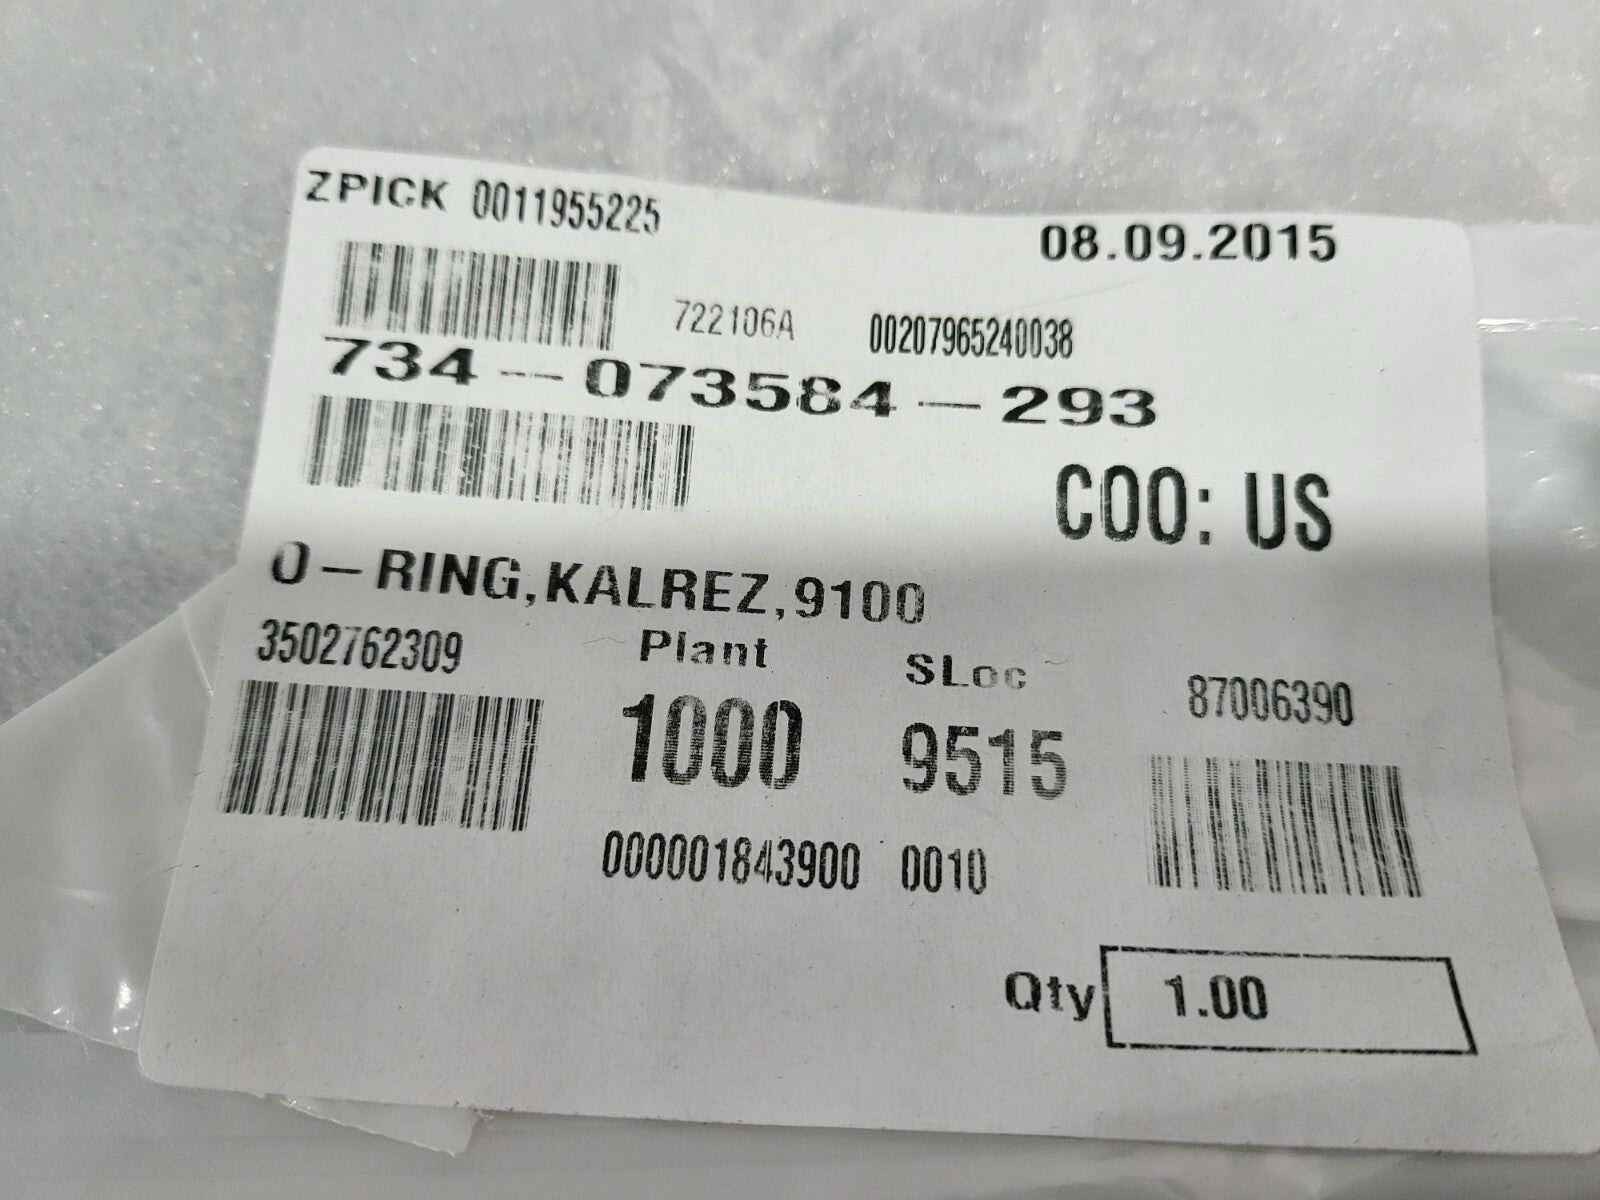 ZPICK 0011955225
08.09.2015
722106A 00207965240038
734-073584-293
COO: US
O-RING,KALREZ,9100
3502762309
Plant SLoc
87006390
1000 9515
000001843900 0010
Qty 1.00